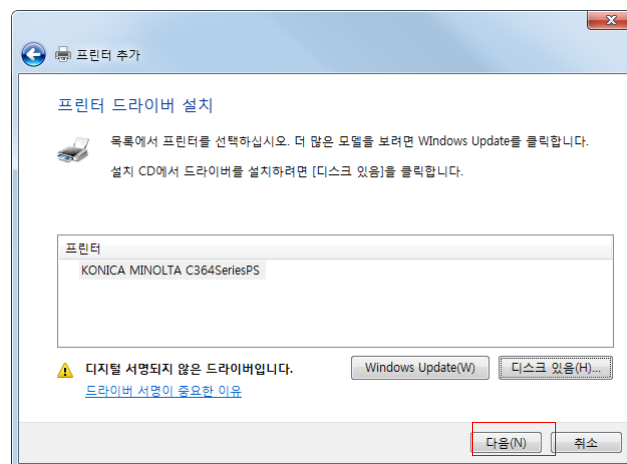 프린터 추가
프린터 드라이버 설치
목록에서 프린터를 선택하십시오. 더 많은 모델을 보려면 WIndows Update를 클릭합니다.
설치 CD에서 드라이버를 설치하려면 [디스크 있음]을 클릭합니다.
프린터
KONICA MINOLTA C364SeriesPS
디지털 서명되지 않은 드라이버입니다.
Windows Update(W)
디스크 있음(H)...
드라이버 서명이 중요한 이유
다음(N)
취소